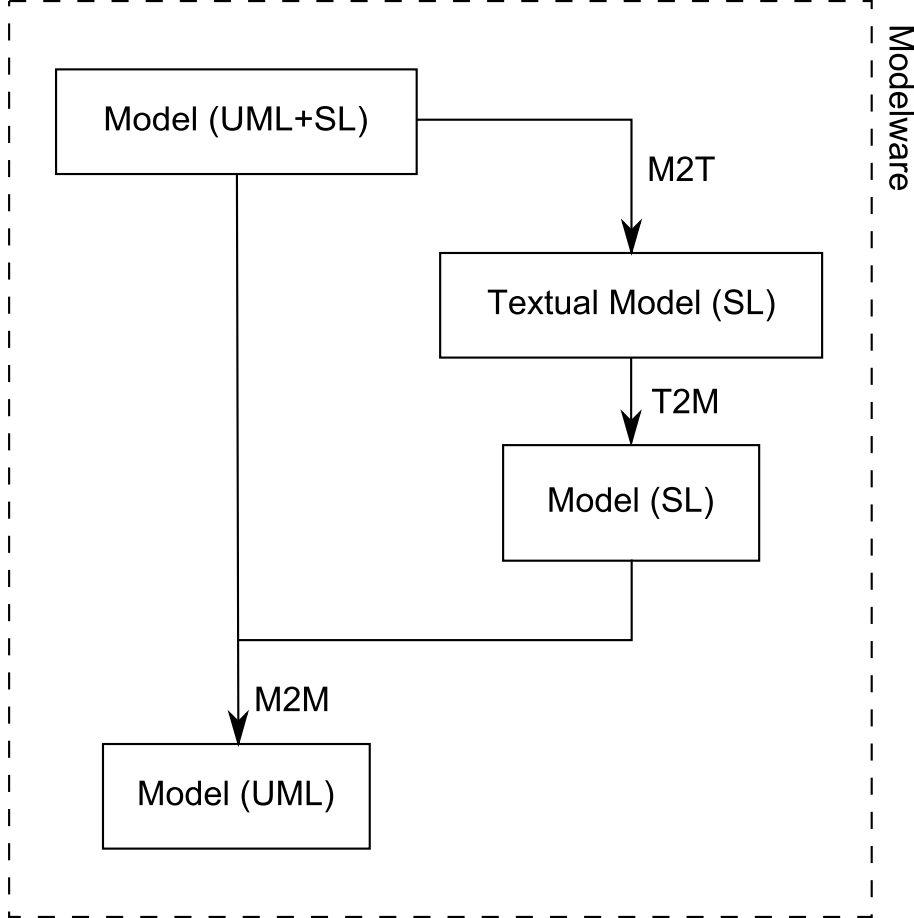 Model (UML+SL)
M2T
Textual Model (SL)
T2M
Model (SL)
M2M
Model (UML)
Modelware